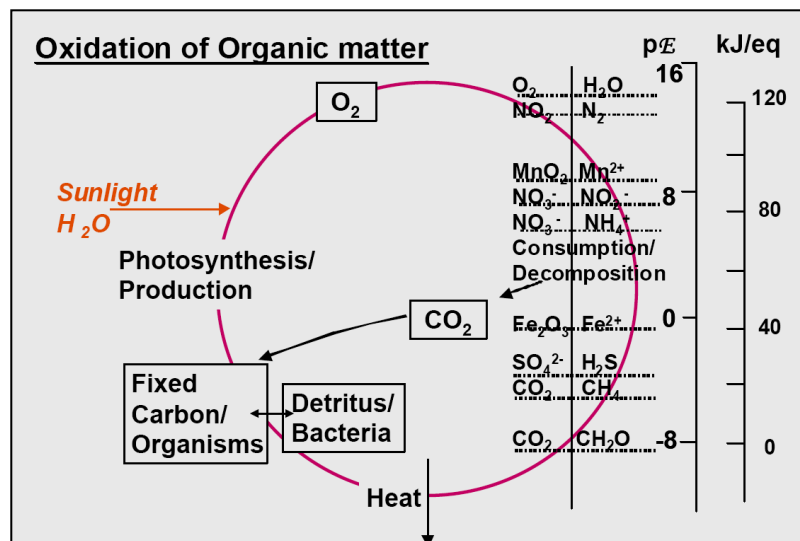 Oxidation of Organic matter
pE kJ/eq
16
O₂ H₂O
O₂
120
NO₂ N₂
MnO₂ Mn²⁺
Sunlight
NO₃⁻ NO₂⁻
8
80
H₂O
NO₃⁻ NH₄⁺
Photosynthesis/
Production
Consumption/
Decomposition
CO₂
Fe₂O₃ Fe²⁺
0
40
SO₄²⁻ H₂S
Fixed
Carbon/
Organisms
Detritus/
Bacteria
CO₂ CH₄
CO₂ CH₂O
-8
0
Heat